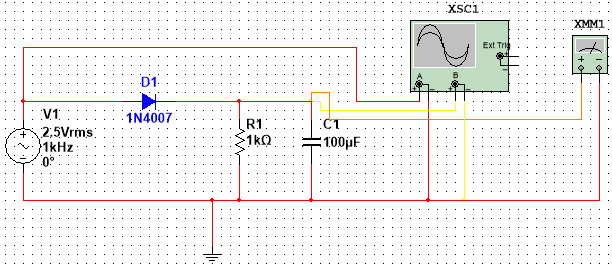 XSC1
XMM1
Ext Trig
+
-
A
B
+ - + -
+ -
D1
1N4007
V1
2,5Vrms
1kHz
0°
R1
1kΩ
C1
100µF